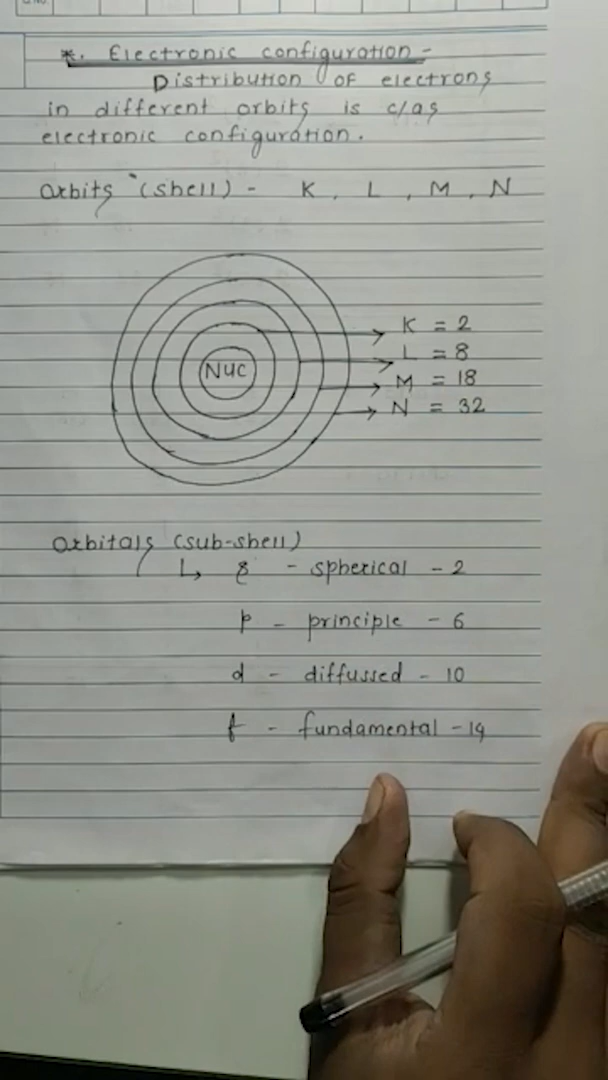 *. Electronic configuration -
Distribution of electrons
in different orbits is c/as
electronic configuration.
Orbits (shell) - K, L, M, N
Nuc
K = 2
L = 8
M = 18
N = 32
Orbitals (sub-shell)
s - spherical - 2
p - principle - 6
d - diffussed - 10
f - fundamental - 14